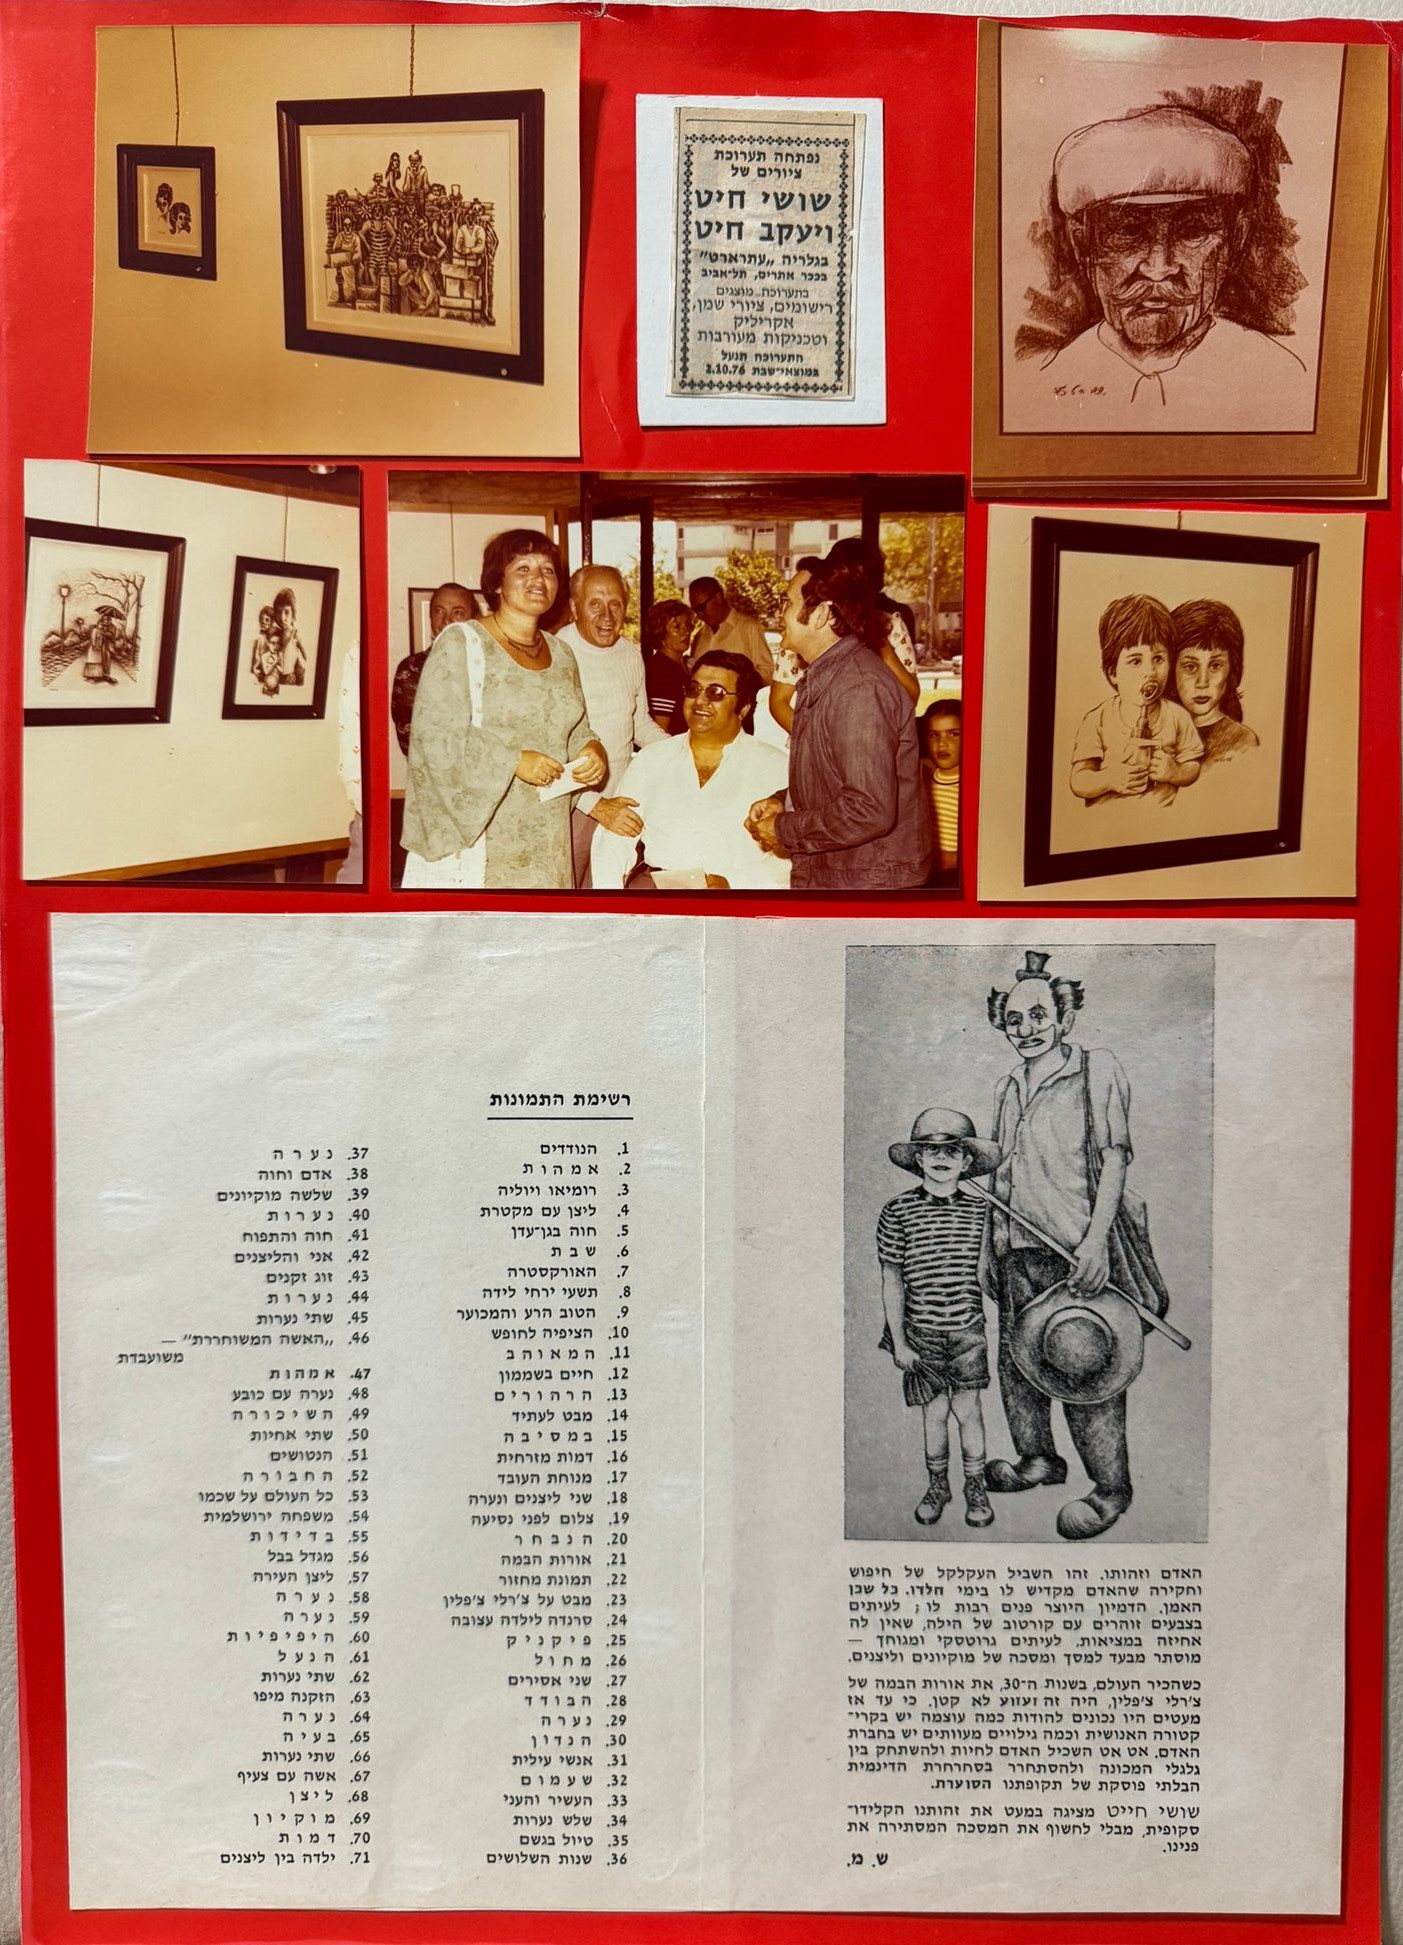 נפתחה תערוכת
ציורים של
שושי חיט
ויעקב חיט
בגלריה „עתרארט”
בככר אתרים, תל־אביב
בתערוכה מוצגים
רישומים, ציורי שמן,
אקריליק
וטכניקות מעורבות
התערוכה תנעל
במוצאי־שבת 2.10.76
רשימת התמונות
1. הנודדים
2. אמהות
3. רומיאו ויוליה
4. ליצן עם מקטרת
5. חוה בגן־עדן
6. שבת
7. האורקסטרה
8. תשעי ירחי לידה
9. הטוב הרע והמכוער
10. הציפיה לחופש
11. המאוהב
12. חיים בשממון
13. הרהורים
14. מבט לעתיד
15. במסיבה
16. דמות מזרחית
17. מנוחת העובד
18. שני ליצנים ונערה
19. צלום לפני נסיעה
20. הנבחר
21. אורות הבמה
22. תמונת מחזור
23. מבט על צ׳רלי צ׳פלין
24. סרנדה לילדה עצובה
25. פיקניק
26. מחול
27. שני אסירים
28. הבודד
29. נערה
30. הנדון
31. אנשי עילית
32. שעמום
33. העשיר והעני
34. שלש נערות
35. טיול בגשם
36. שנות השלושים
37. נערה
38. אדם וחוה
39. שלשה מוקיונים
40. נערות
41. חוה והתפוח
42. אני והליצנים
43. זוג זקנים
44. נערות
45. שתי נערות
46. „האשה המשוחררת” —
משועבדת
47. אמהות
48. נערה עם כובע
49. השיכורה
50. שתי אחיות
51. הנטושים
52. החבורה
53. כל העולם על שכמו
54. משפחה ירושלמית
55. בדידות
56. מגדל בבל
57. ליצן העירה
58. נערה
59. נערה
60. היפיפיות
61. הנעל
62. שתי נערות
63. הזקנה מיפו
64. נערה
65. בעיה
66. שתי נערות
67. אשה עם צעיף
68. ליצן
69. מוקיון
70. דמות
71. ילדה בין ליצנים
האדם וזהותו. זהו השביל העקלקל של חיפוש
וחקירה שהאדם מקדיש לו בימי חלדו. כל שכן
האמן. הדמיון היוצר פנים רבות לו; לעיתים
בצבעים זוהרים עם קורטוב של הילה, שאין לה
אחיזה במציאות, לעיתים גרוטסקי ומגוחך —
מוסתר מבעד למסך ומסכה של מוקיונים וליצנים.
כשהכיר העולם, בשנות ה־30, את אורות הבמה של
צ׳רלי צ׳פלין, היה זה זעזוע לא קטן. כי עד אז
מעטים היו נכונים להודות כמה עוצמה יש בקרי־
קטורה האנושית וכמה גילויים מעוותים יש בחברת
האדם. אט אט השכיל האדם לחיות ולהשתחק בין
גלגלי המכונה ולהסתחרר בסחרחרת הדינמית
הבלתי פוסקת של תקופתנו הסוערת.
שושי חייט מציגה במעט את זהותנו הקלידו־
סקופית, מבלי לחשוף את המסכה המסתירה את
פנינו.
ש. מ.